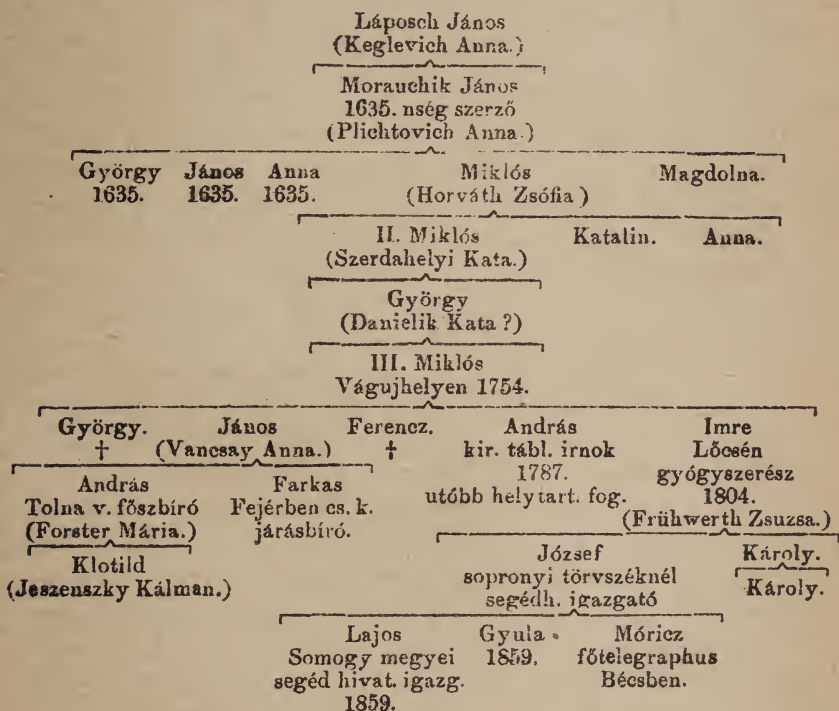 Láposch János
(Keglevich Anna.)
Morauchik János
1635. nség szerző
(Plichtovich Anna.)
György János Anna Miklós Magdolna.
1635. 1635. 1635. (Horváth Zsófia)
II. Miklós Katalin. Anna.
(Szerdahelyi Kata.)
György
(Danielik Kata ?)
III. Miklós
Vágujhelyen 1754.
György. János Ferencz. András Imre
† (Vancsay Anna.) † kir. tábl. irnok Lőcsén
1787. gyógyszerész
András Farkas utóbb helytart. fog. 1804.
Tolna v. főszbíró Fejérben cs. k. (Frühwerth Zsuzsa.)
(Forster Mária.) járásbíró.
Klotild József Károly.
(Jeszenszky Kálman.) sopronyi törvszéknél Károly.
segédh. igazgató
Lajos Gyula Móricz
Somogy megyei 1859. főtelegraphus
segéd hivat. igazg. Bécsben.
1859.